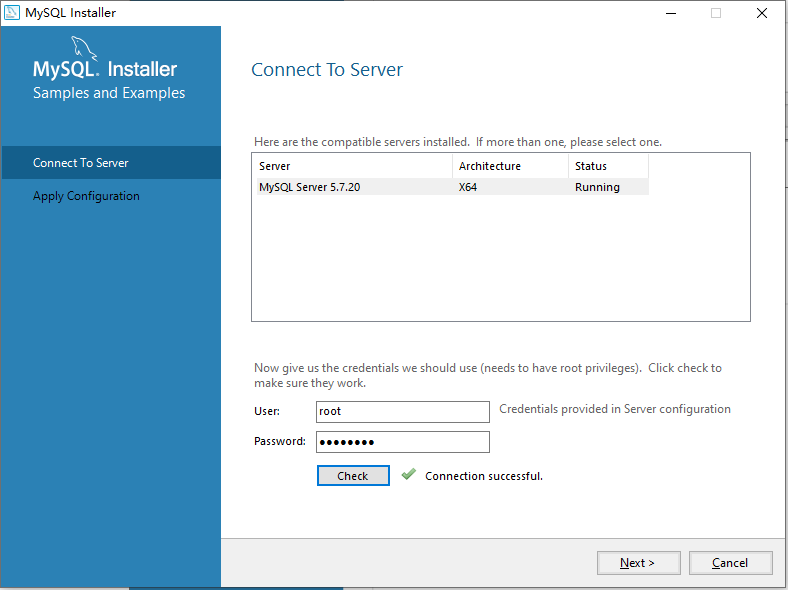 MySQL Installer
MySQL. Installer
Samples and Examples
Connect To Server
Apply Configuration
Connect To Server
Here are the compatible servers installed.  If more than one, please select one.
Server Architecture Status
MySQL Server 5.7.20 X64 Running
Now give us the credentials we should use (needs to have root privileges).  Click check to
make sure they work.
User: root Credentials provided in Server configuration
Password: ●●●●●●●●
Check Connection successful.
Next > Cancel